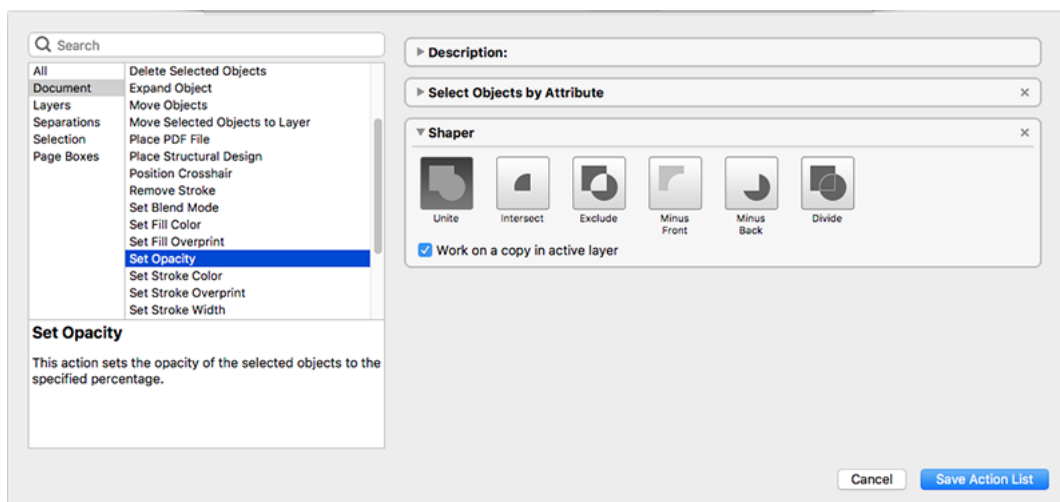 Search
All
Document
Layers
Separations
Selection
Page Boxes
Delete Selected Objects
Expand Object
Move Objects
Move Selected Objects to Layer
Place PDF File
Place Structural Design
Position Crosshair
Remove Stroke
Set Blend Mode
Set Fill Color
Set Fill Overprint
Set Opacity
Set Stroke Color
Set Stroke Overprint
Set Stroke Width
Set Opacity
This action sets the opacity of the selected objects to the
specified percentage.
Description:
Select Objects by Attribute
Shaper
Unite
Intersect
Exclude
Minus
Front
Minus
Back
Divide
Work on a copy in active layer
Cancel
Save Action List